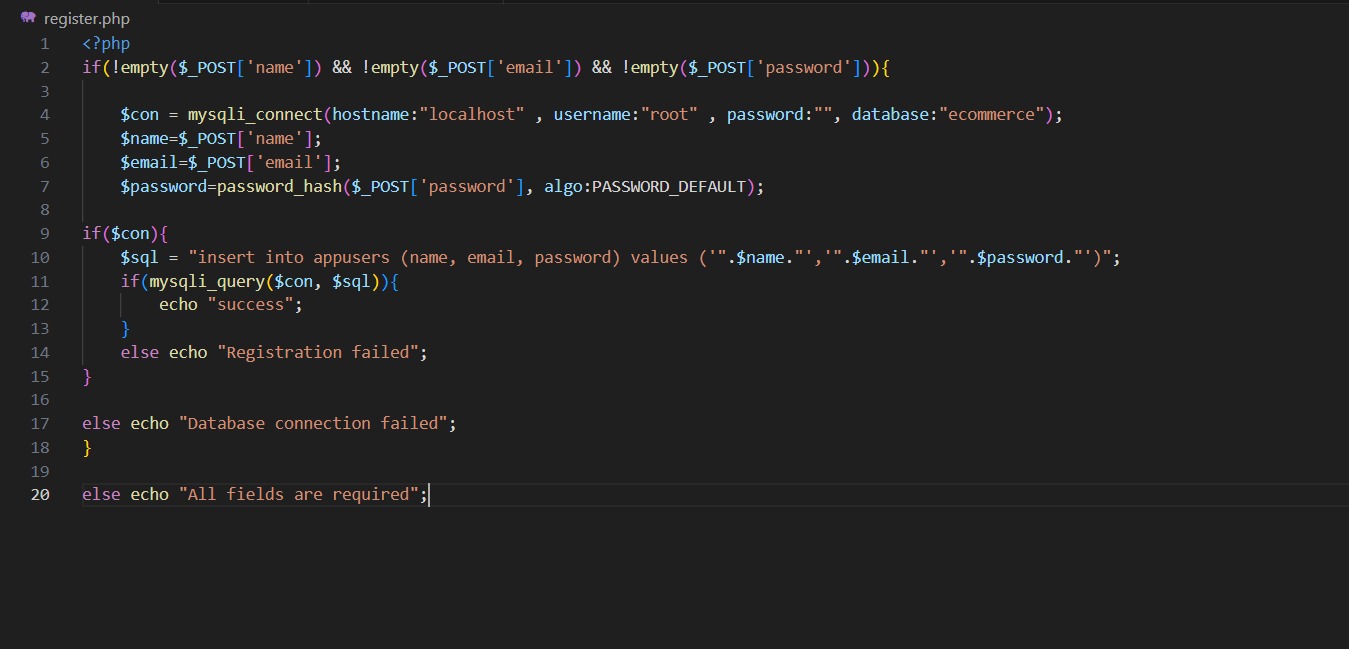 register.php
1 <?php
2 if(!empty($_POST['name']) && !empty($_POST['email']) && !empty($_POST['password'])){
3
4     $con = mysqli_connect(hostname:"localhost" , username:"root" , password:"", database:"ecommerce");
5     $name=$_POST['name'];
6     $email=$_POST['email'];
7     $password=password_hash($_POST['password'], algo:PASSWORD_DEFAULT);
8
9 if($con){
10     $sql = "insert into appusers (name, email, password) values ('".$name."','".$email."','".$password."')";
11     if(mysqli_query($con, $sql)){
12         echo "success";
13     }
14     else echo "Registration failed";
15 }
16
17 else echo "Database connection failed";
18 }
19
20 else echo "All fields are required";